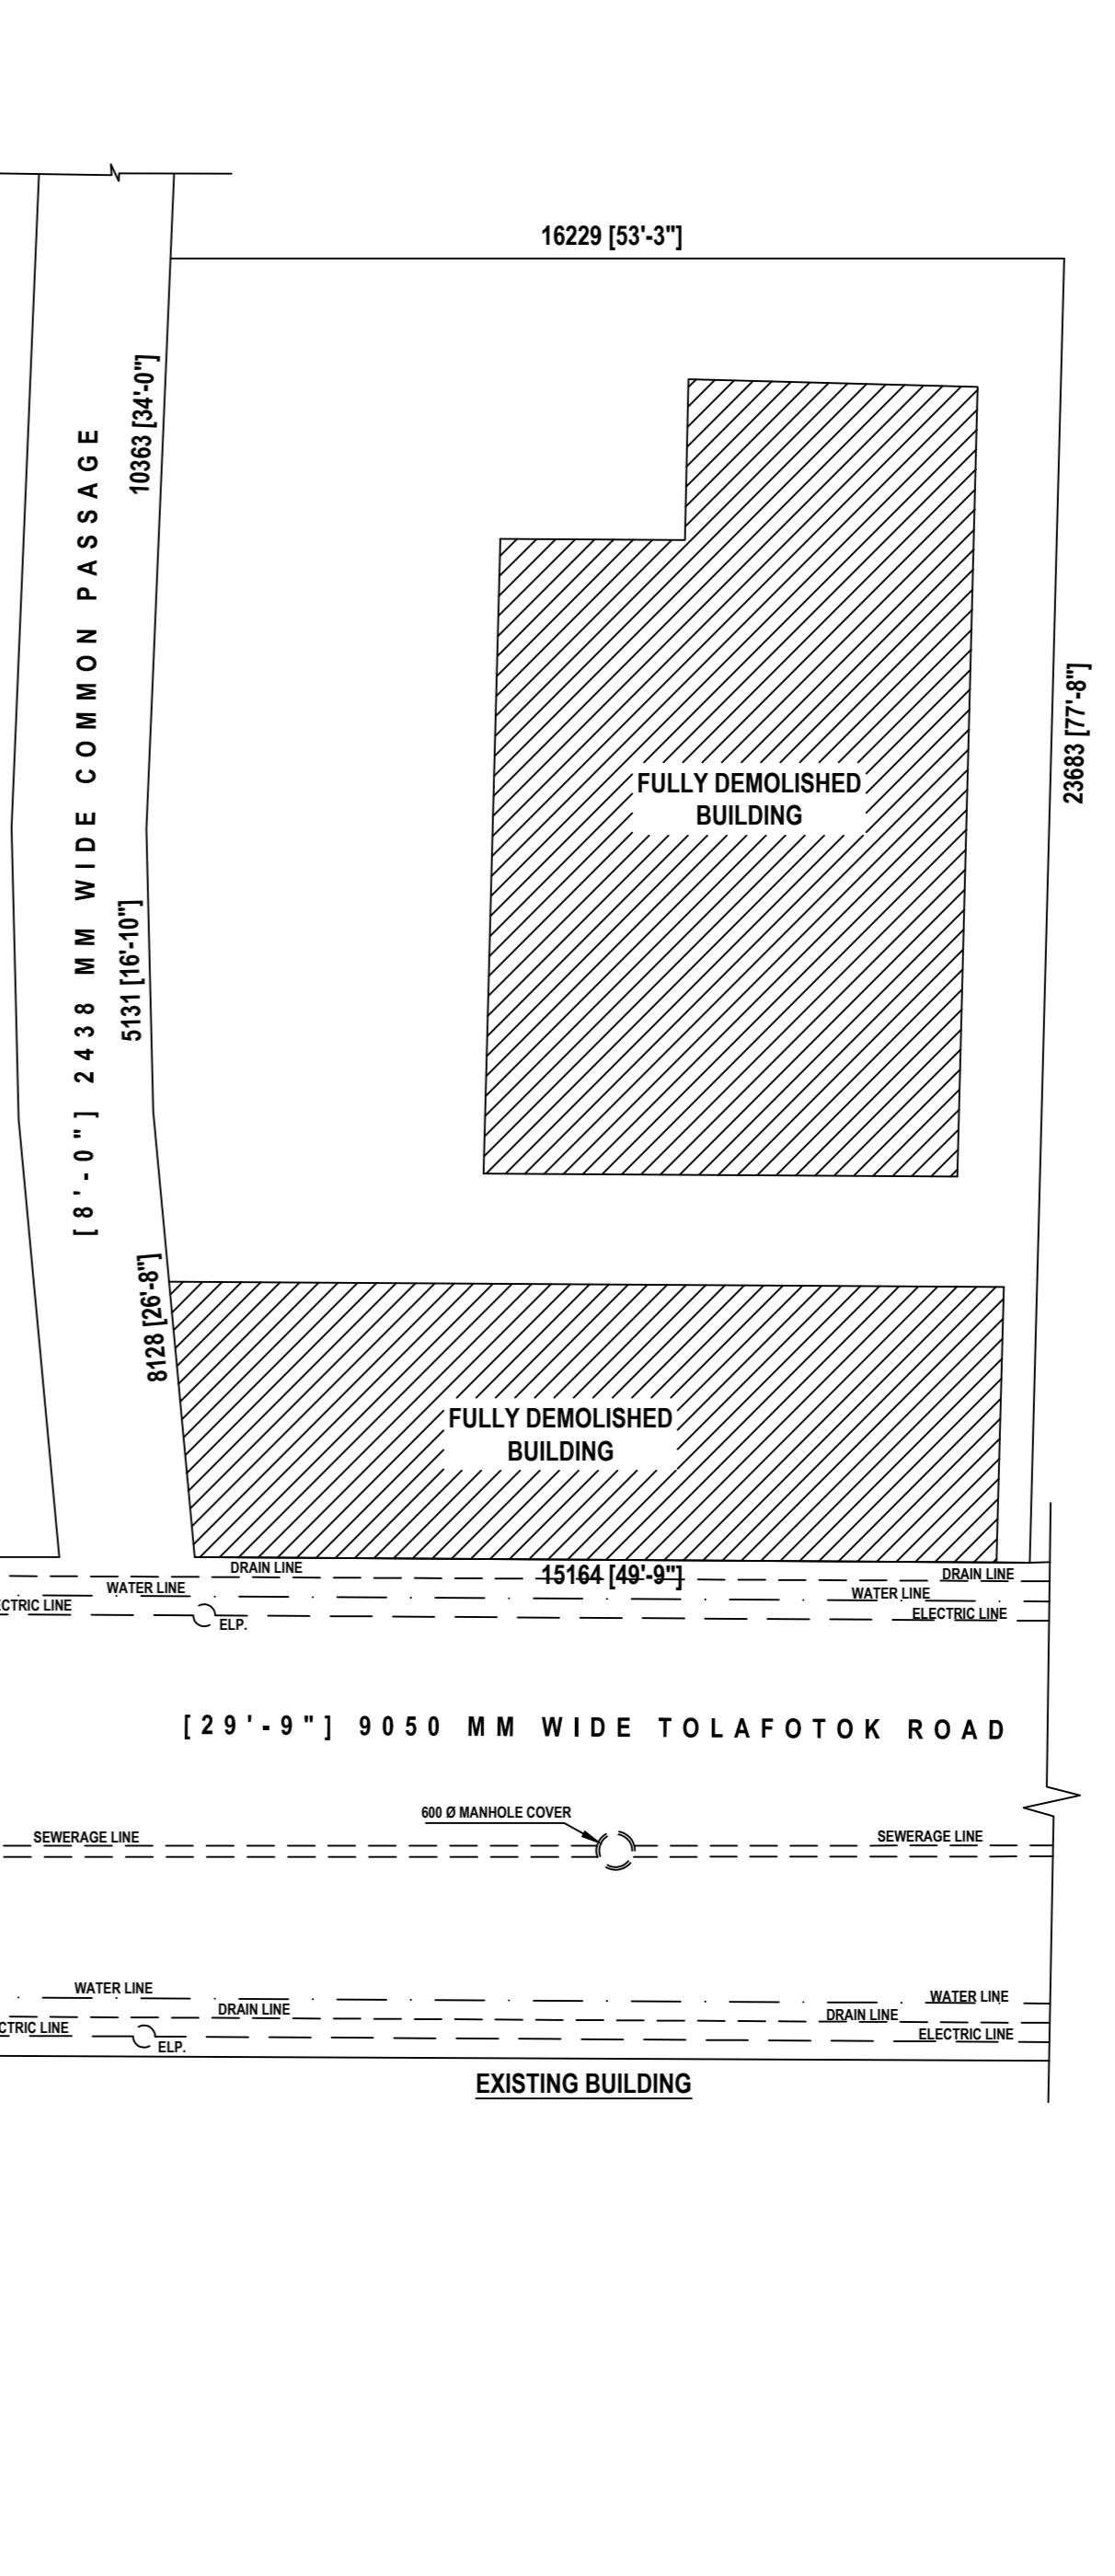 16229 [53'-3"]
10363 [34'-0"]
[8'-0"] 2438 MM WIDE COMMON PASSAGE
23683 [77'-8"]
FULLY DEMOLISHED
BUILDING
5131 [16'-10"]
8128 [26'-8"]
FULLY DEMOLISHED
BUILDING
DRAIN LINE
15164 [49'-9"]
DRAIN LINE
WATER LINE
WATER LINE
CTRIC LINE
ELP.
ELECTRIC LINE
[29'-9"] 9050 MM WIDE TOLAFOTOK ROAD
600 Ø MANHOLE COVER
SEWERAGE LINE
SEWERAGE LINE
WATER LINE
WATER LINE
DRAIN LINE
DRAIN LINE
CTRIC LINE
ELP.
ELECTRIC LINE
EXISTING BUILDING